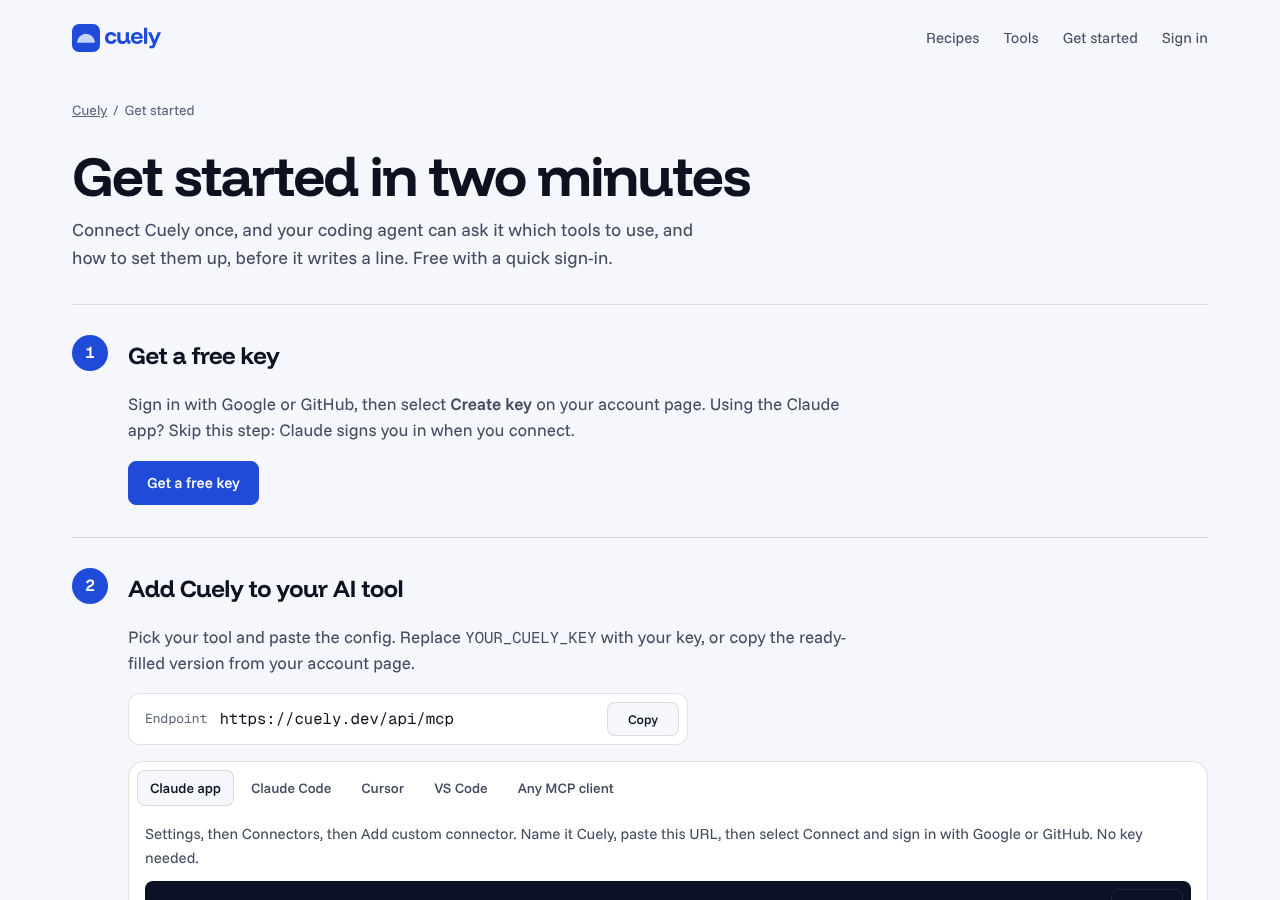 cuely
Recipes Tools Get started Sign in
Cuely / Get started
Get started in two minutes
Connect Cuely once, and your coding agent can ask it which tools to use, and
how to set them up, before it writes a line. Free with a quick sign-in.
1 Get a free key
Sign in with Google or GitHub, then select Create key on your account page. Using the Claude
app? Skip this step: Claude signs you in when you connect.
Get a free key
2 Add Cuely to your AI tool
Pick your tool and paste the config. Replace YOUR_CUELY_KEY with your key, or copy the ready-
filled version from your account page.
Endpoint https://cuely.dev/api/mcp Copy
Claude app Claude Code Cursor VS Code Any MCP client
Settings, then Connectors, then Add custom connector. Name it Cuely, paste this URL, then select Connect and sign in with Google or GitHub. No key
needed.